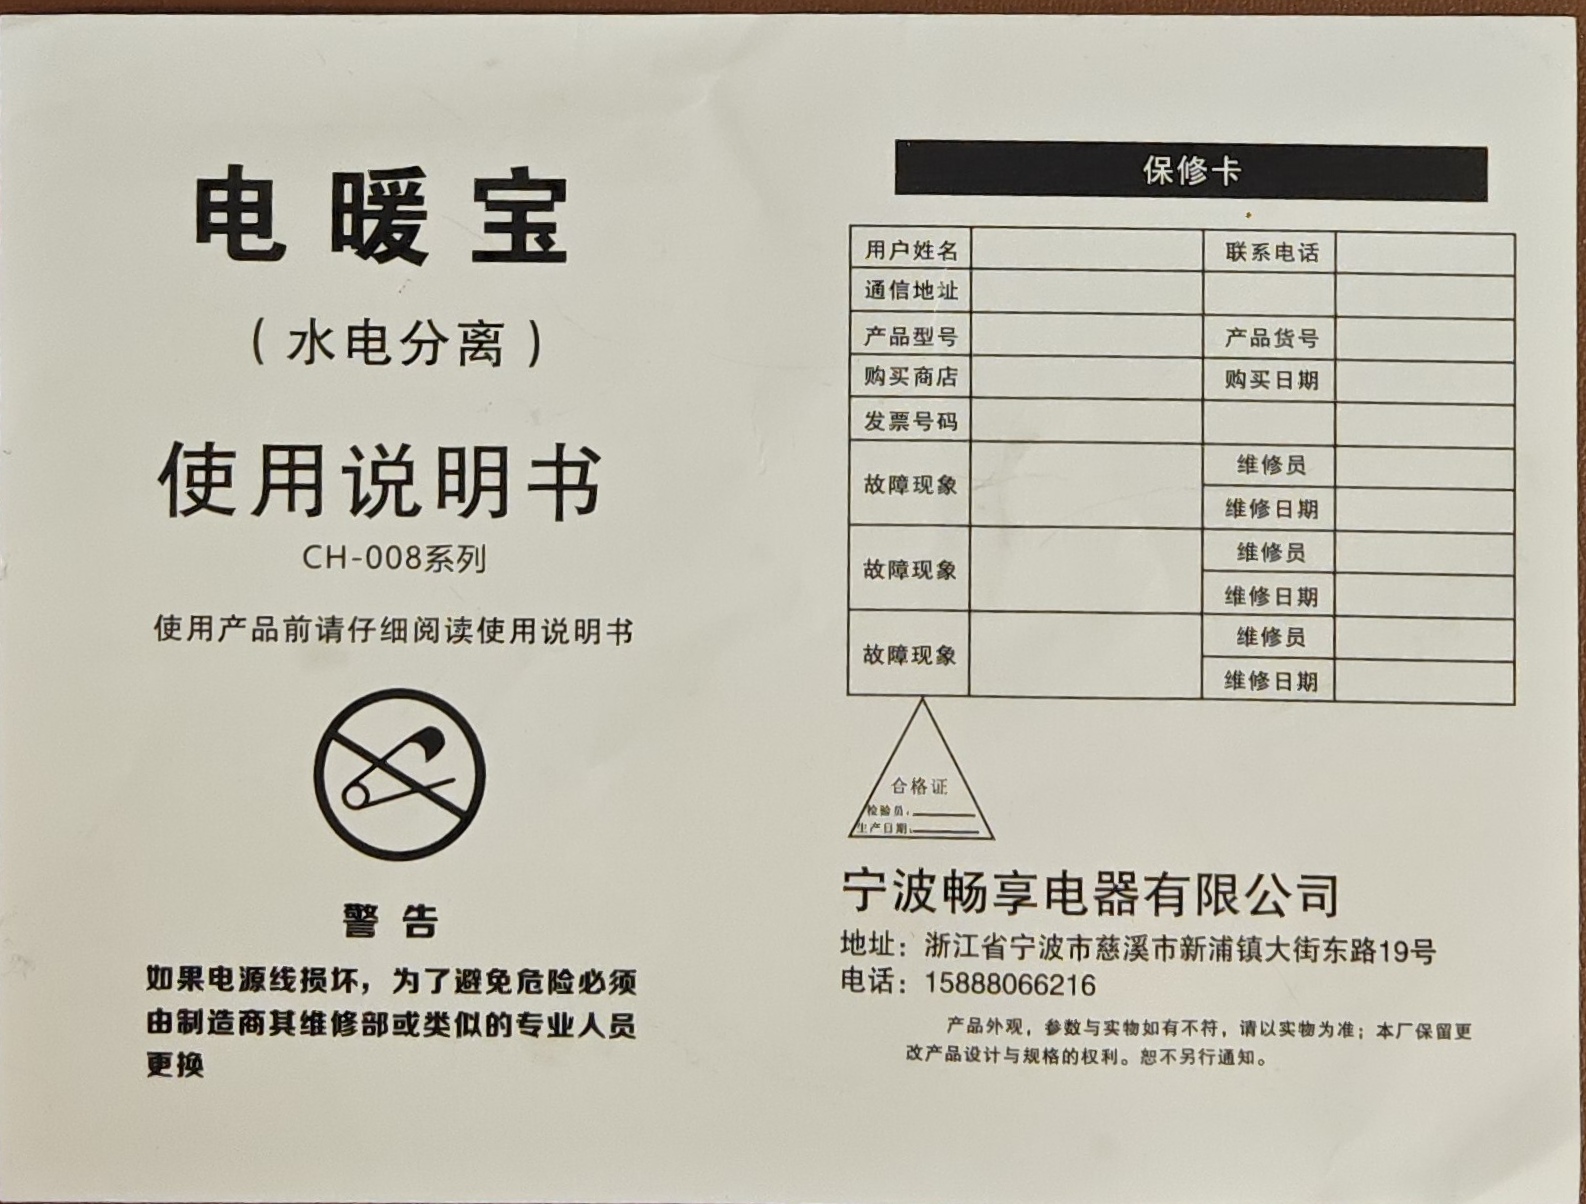 电暖宝
(水电分离)
使用说明书
CH-008系列
使用产品前请仔细阅读使用说明书
警告
如果电源线损坏，为了避免危险必须
由制造商其维修部或类似的专业人员
更换
保修卡
用户姓名 联系电话
通信地址
产品型号 产品货号
购买商店 购买日期
发票号码
故障现象 维修员
维修日期
故障现象 维修员
维修日期
故障现象 维修员
维修日期
合格证
检验员：
生产日期：
宁波畅享电器有限公司
地址：浙江省宁波市慈溪市新浦镇大街东路19号
电话：15888066216
产品外观，参数与实物如有不符，请以实物为准；本厂保留更
改产品设计与规格的权利。恕不另行通知。